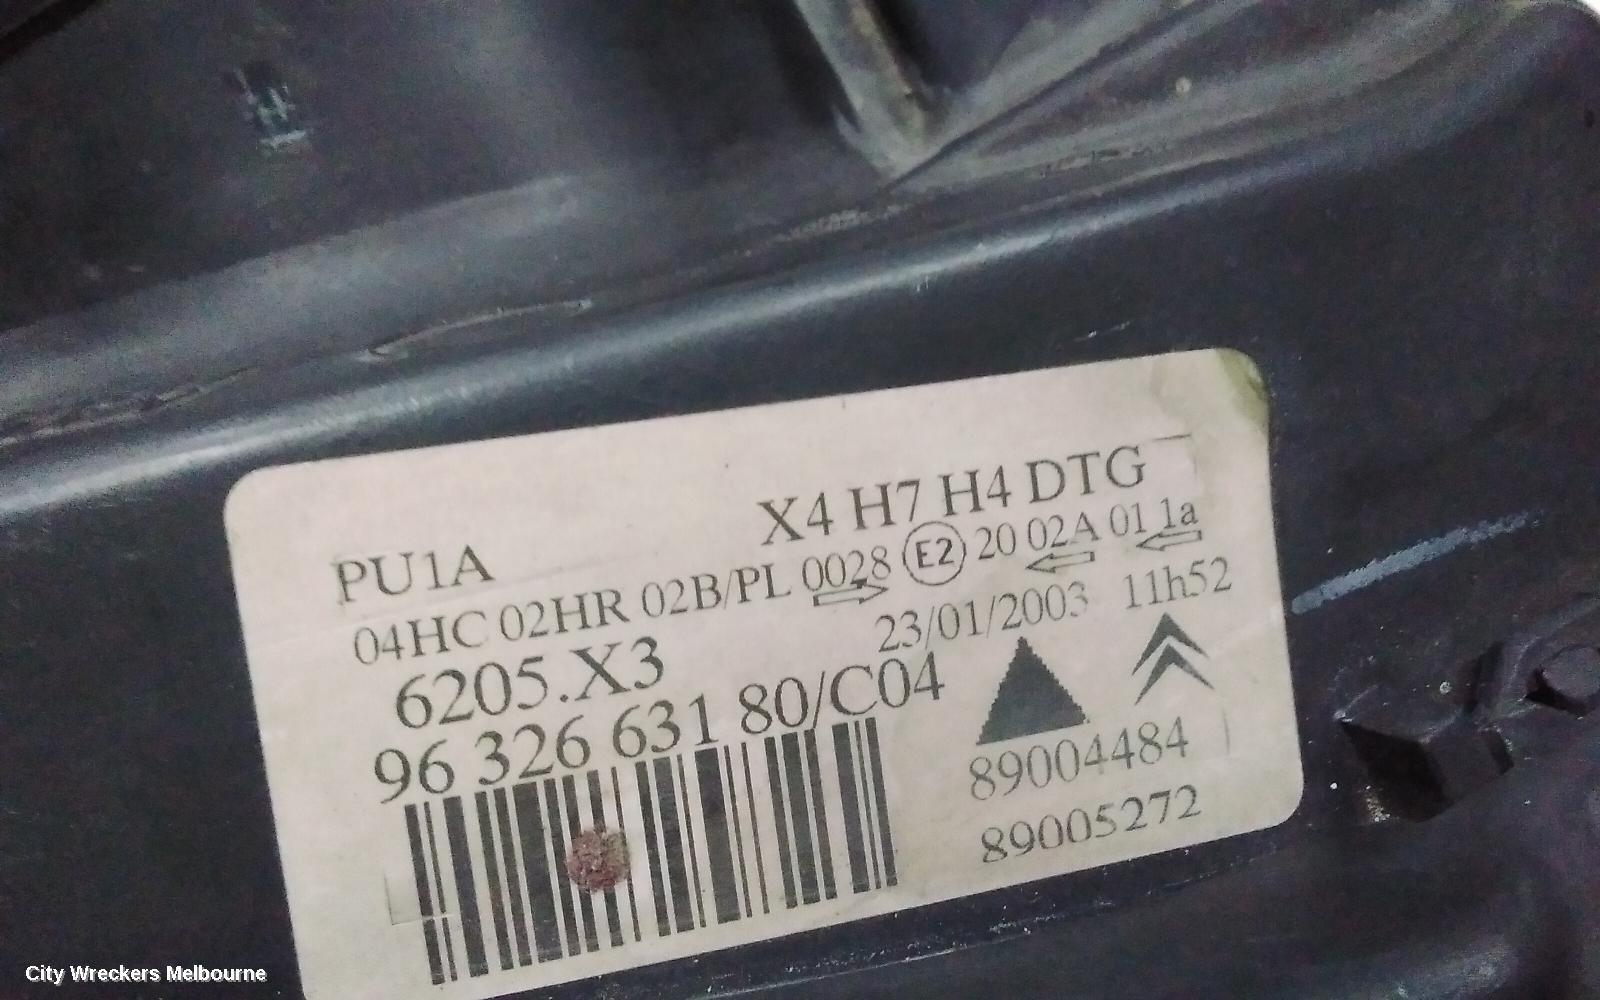 X4 H7 H4 DTG
PU1A
04HC 02HR 02B/PL 0028 E2 20 02A 01 1a
23/01/2003 11h52
6205.X3
96 326 631 80/C04
89004484
89005272
City Wreckers Melbourne